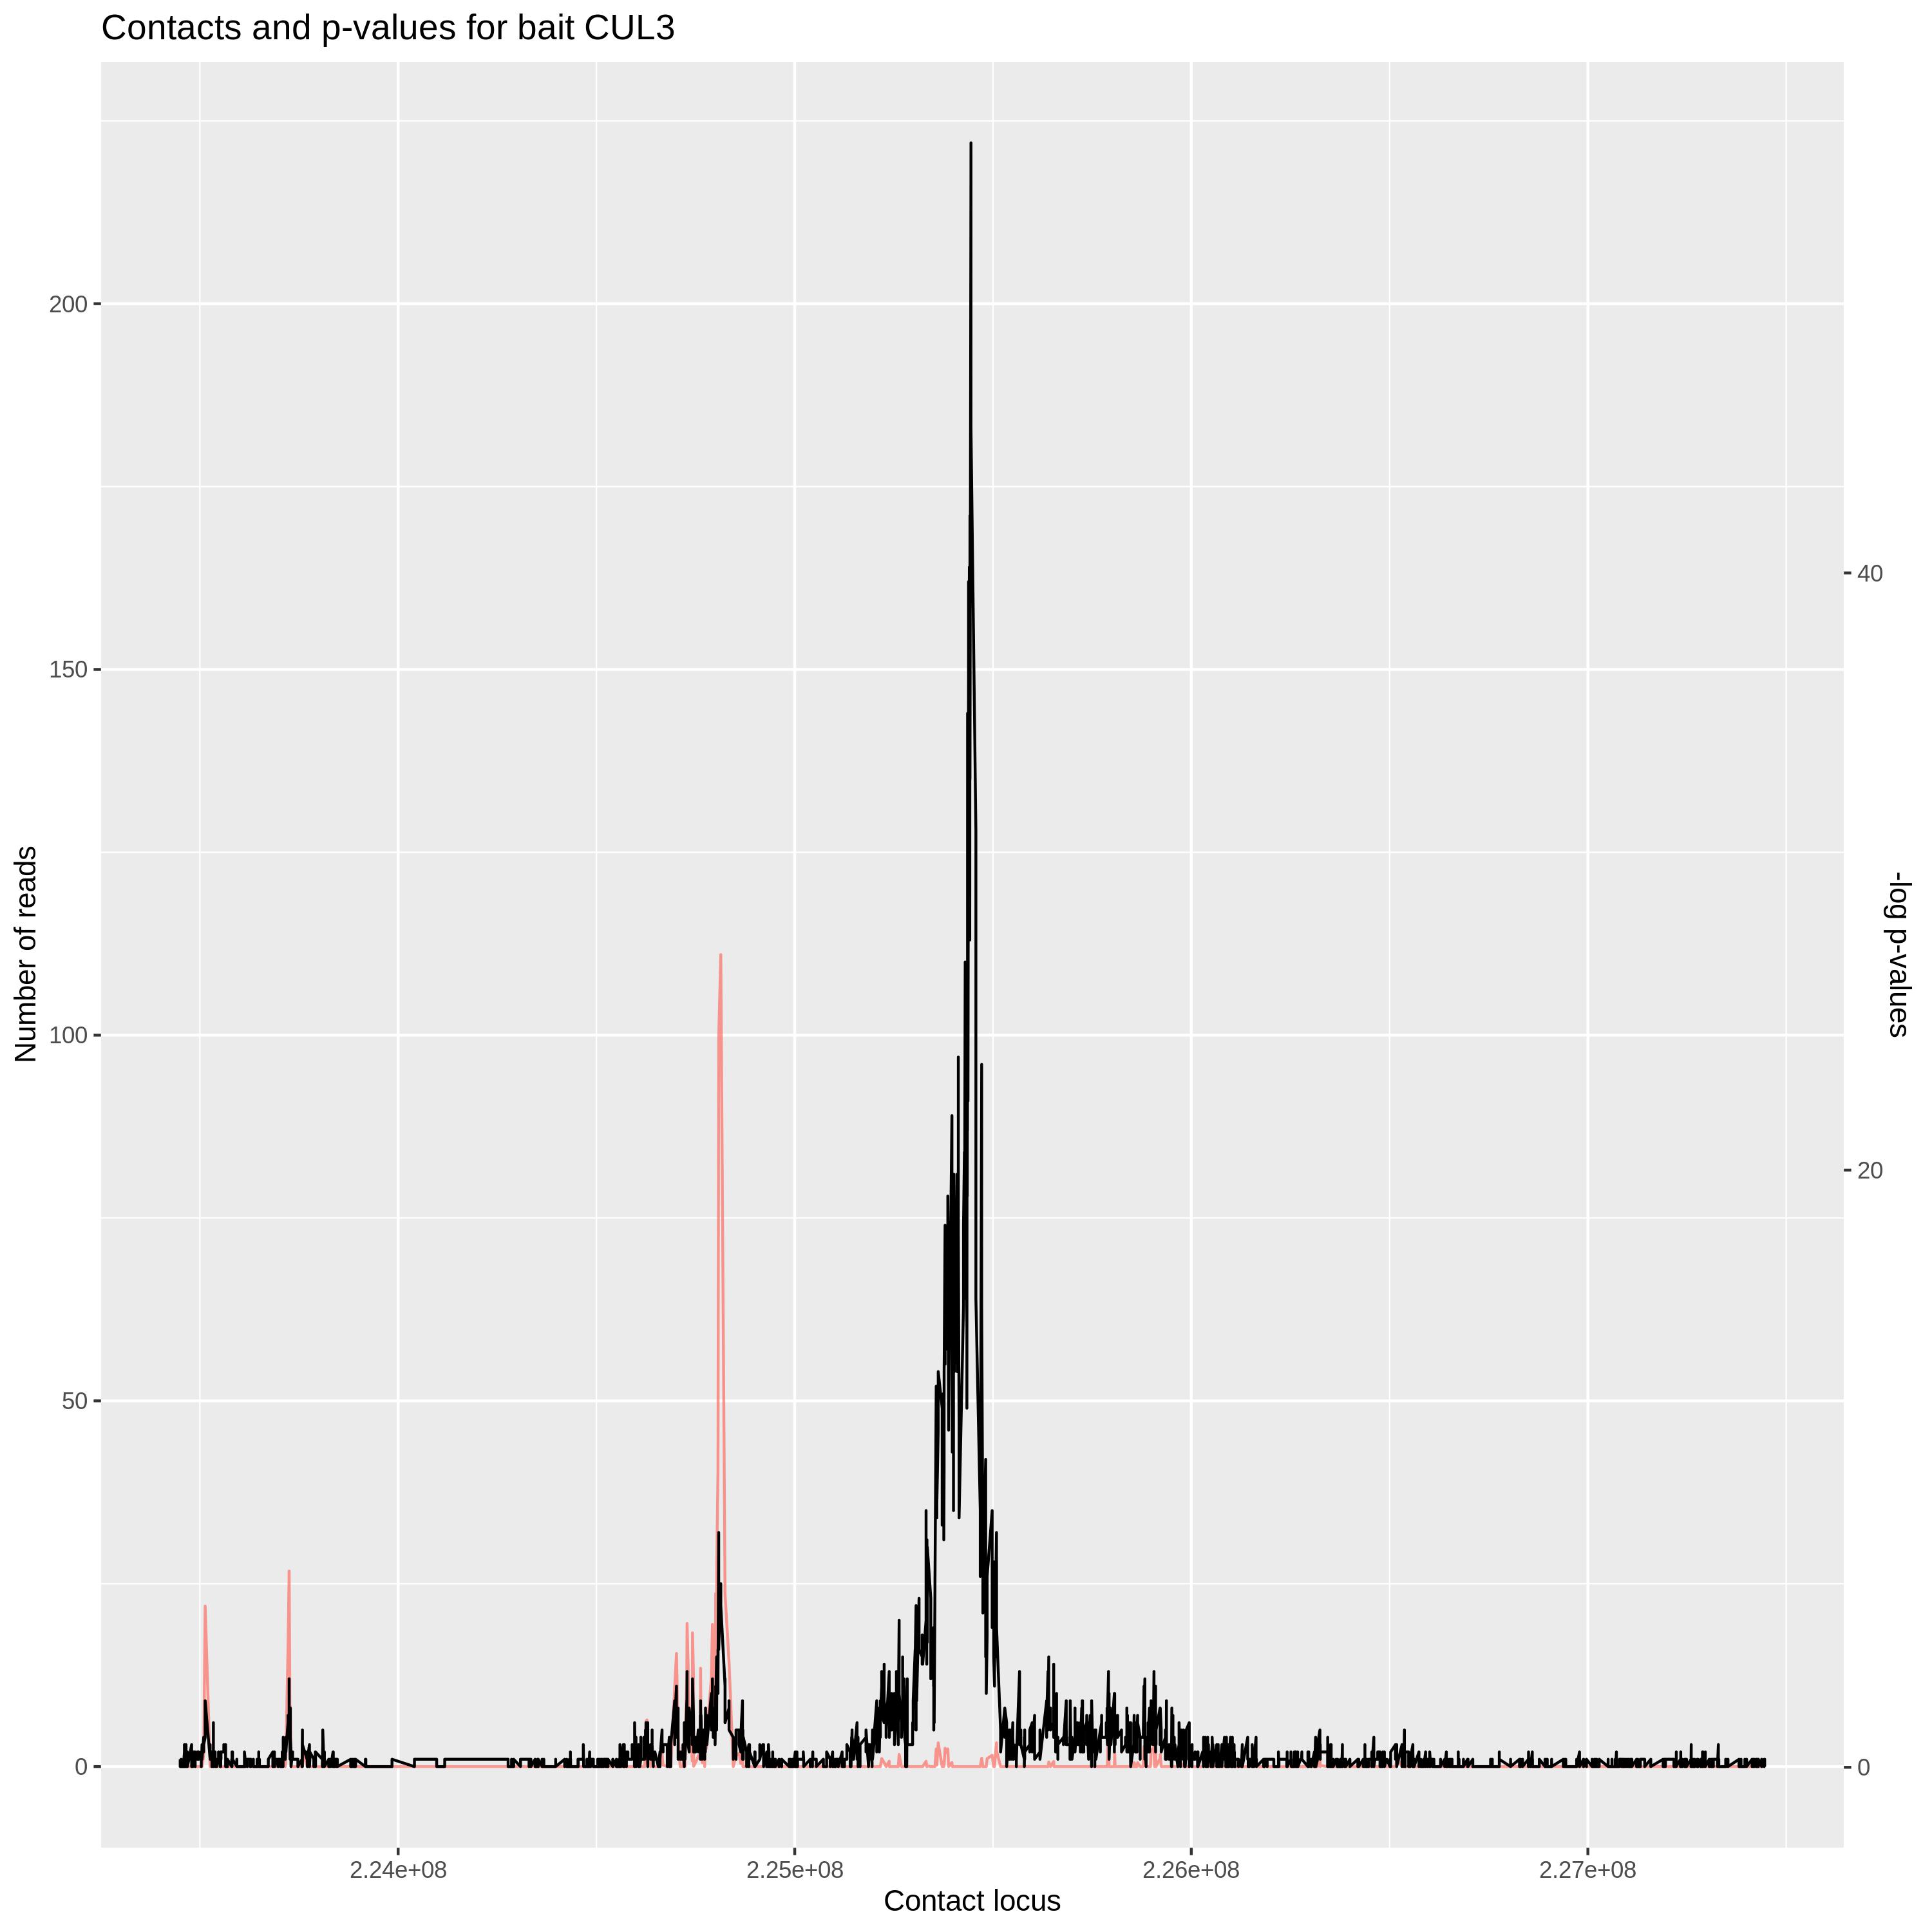 Contacts and p-values for bait CUL3
Number of reads
200
150
100
50
0
40
20
0
-log p-values
2.24e+08 2.25e+08 2.26e+08 2.27e+08
Contact locus